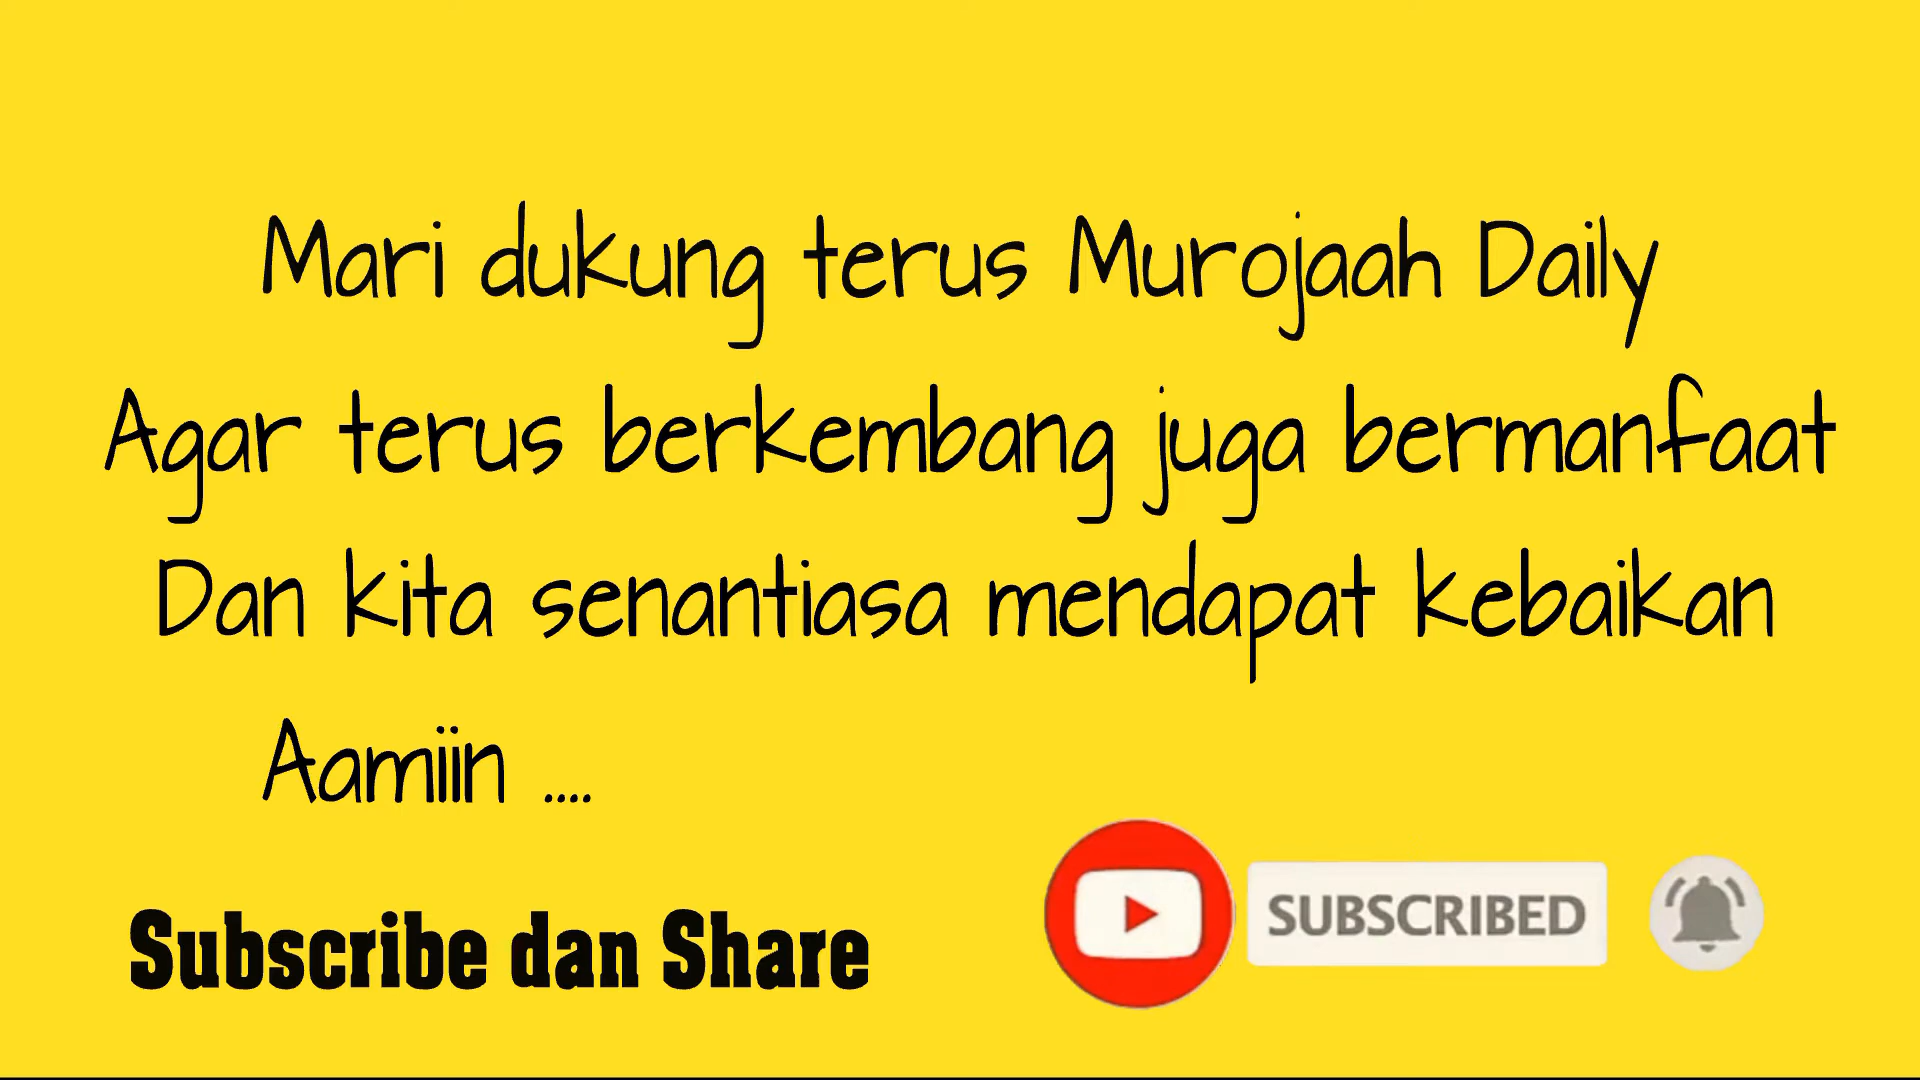 Mari dukung terus Murojaah Daily
Agar terus berkembang juga bermanfaat
Dan kita senantiasa mendapat kebaikan
Aamiin ....
Subscribe dan Share
SUBSCRIBED